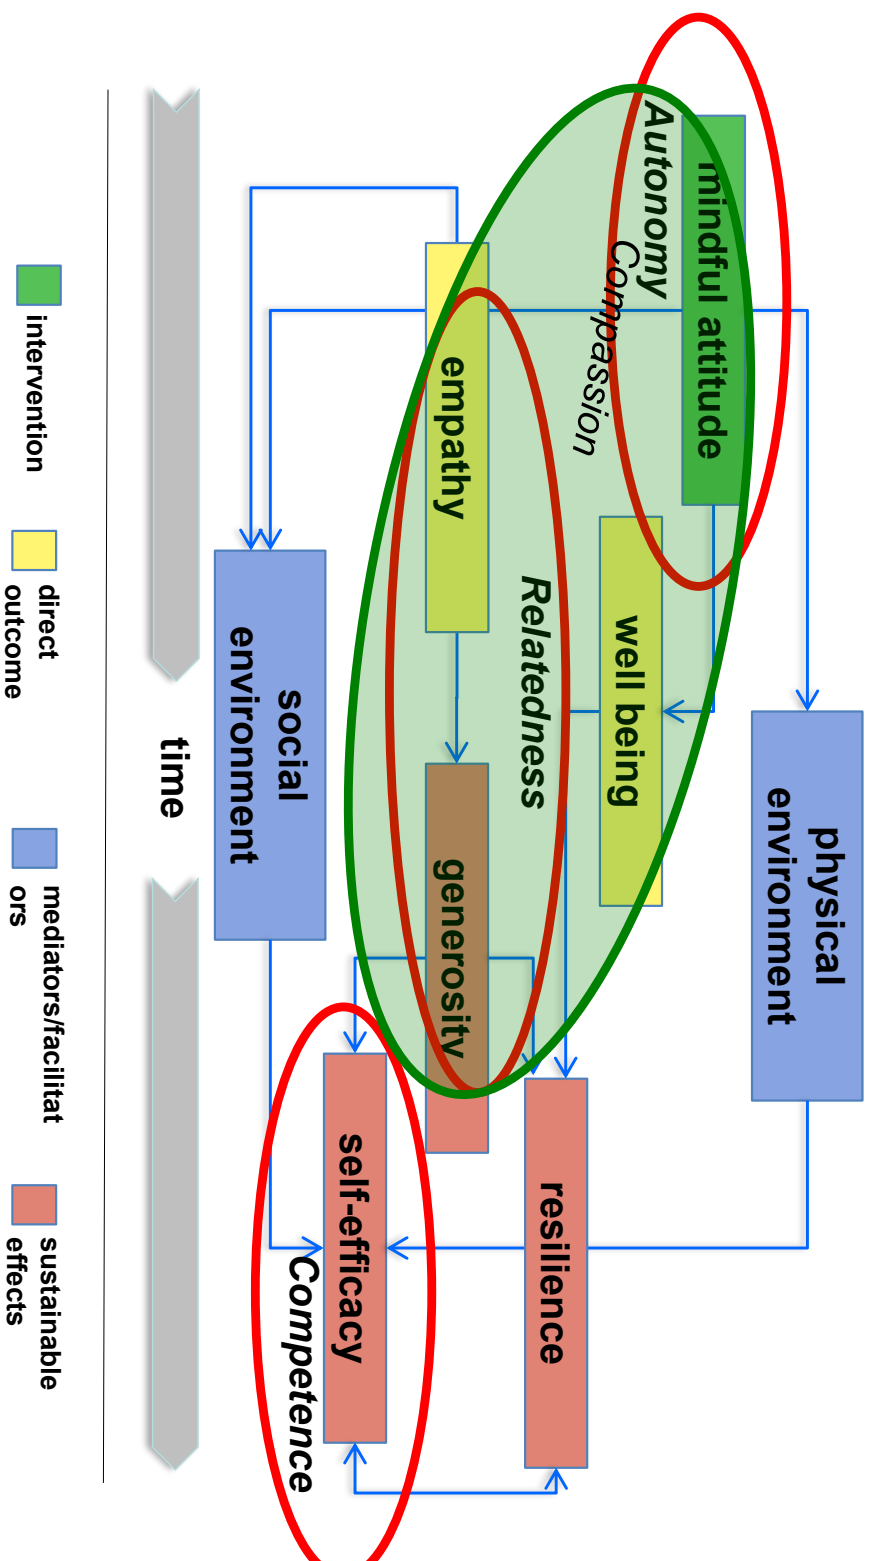 physical
environment
mindful attitude
Autonomy
Compassion
well being
resilience
Relatedness
empathy
generosity
self-efficacy
Competence
social
environment
time
intervention
direct
outcome
mediators/facilitat
ors
sustainable
effects